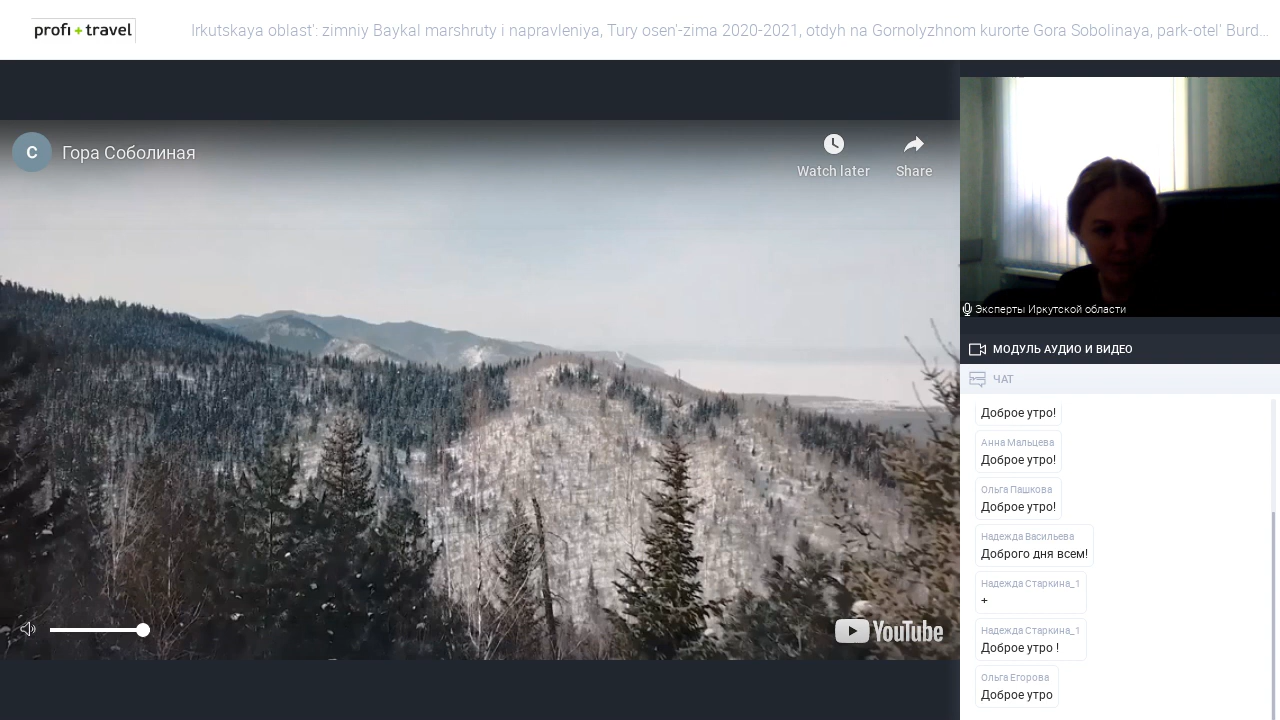 profi+travel
Irkutskaya oblast': zimniy Baykal marshruty i napravleniya, Tury osen'-zima 2020-2021, otdyh na Gornolyzhnom kurorte Gora Sobolinaya, park-otel' Burd...
С
Гора Соболиная
Watch later
Share
YouTube
Эксперты Иркутской области
МОДУЛЬ АУДИО И ВИДЕО
ЧАТ
Доброе утро!
Анна Мальцева
Доброе утро!
Ольга Пашкова
Доброе утро!
Надежда Васильева
Доброго дня всем!
Надежда Старкина_1
+
Надежда Старкина_1
Доброе утро !
Ольга Егорова
Доброе утро